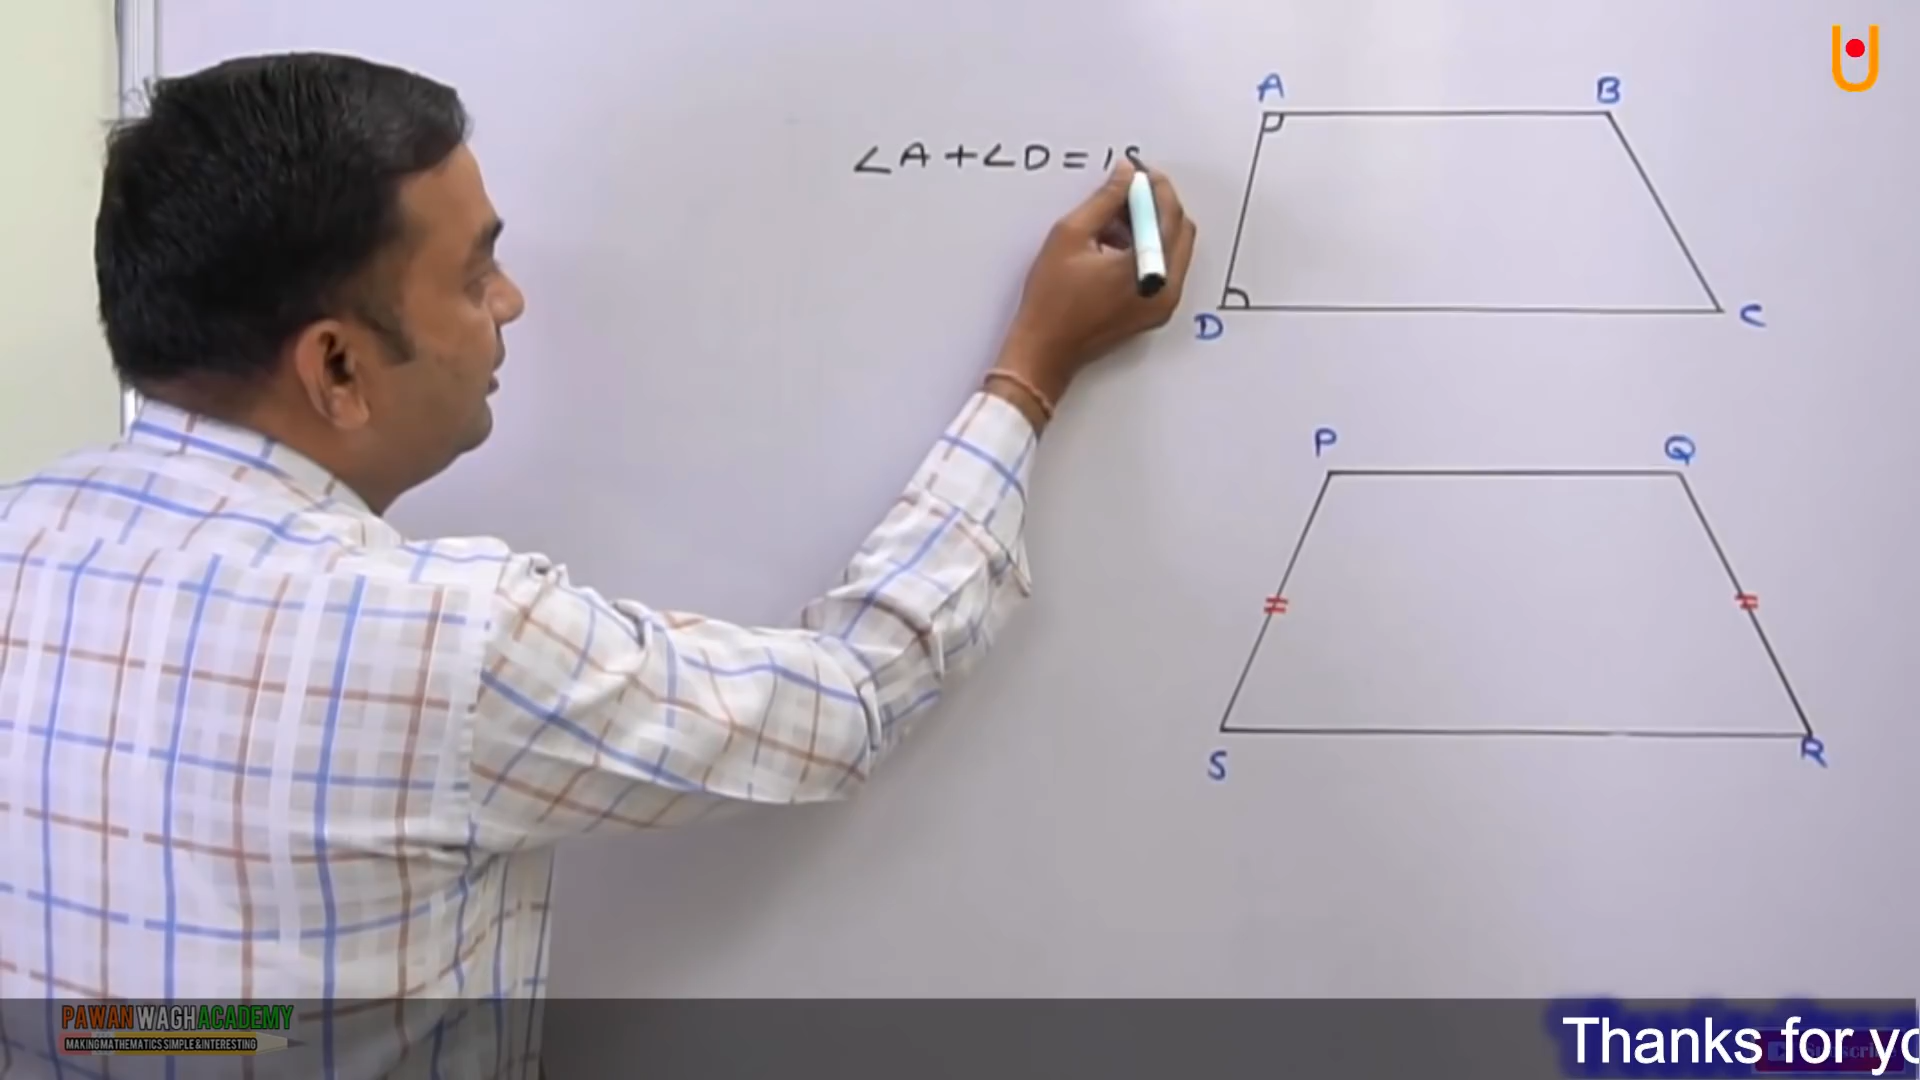 A B
∠A+∠D=18
D C
P Q
S R
PAWAN WAGH ACADEMY
MAKING MATHEMATICS SIMPLE & INTERESTING
Thanks for yo